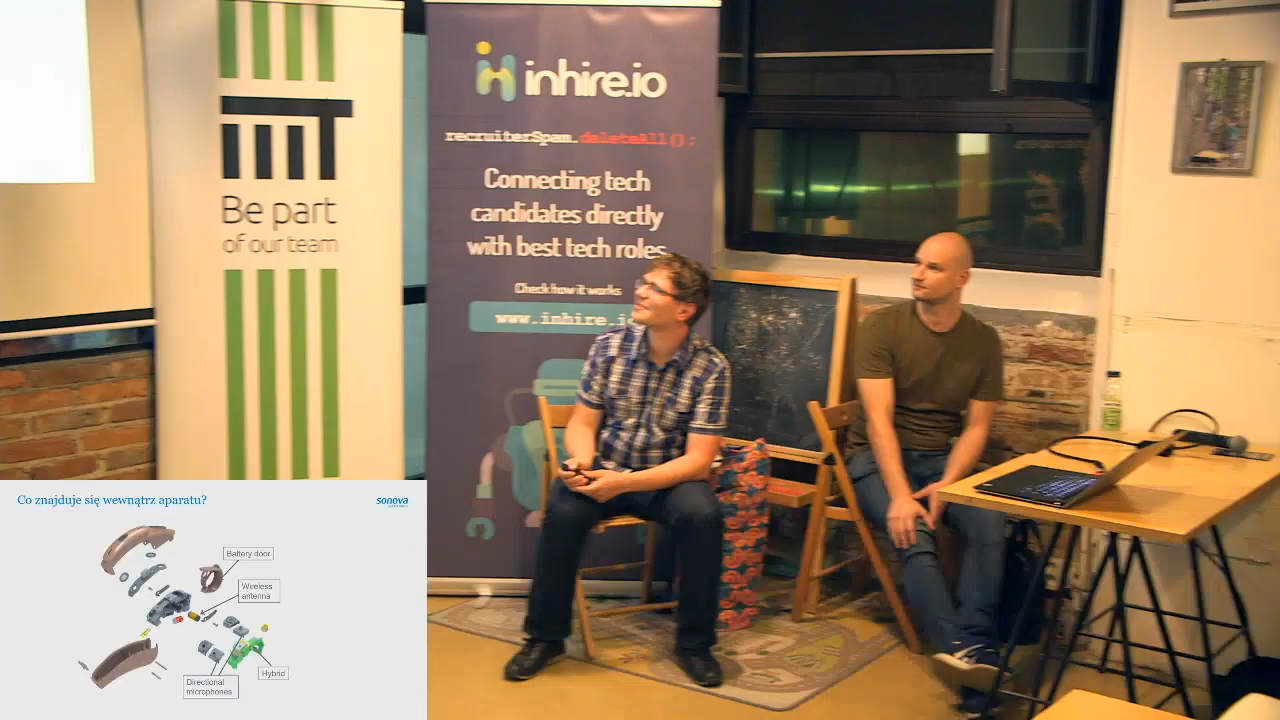 Be part
of our team
inhire.io
recruiterSpam.deleteAll();
Connecting tech
candidates directly
with best tech roles
Check how it works
www.inhire.i
Co znajduje się wewnątrz aparatu?
sonova
Battery door
Wireless
antenna
Hybrid
Directional
microphones